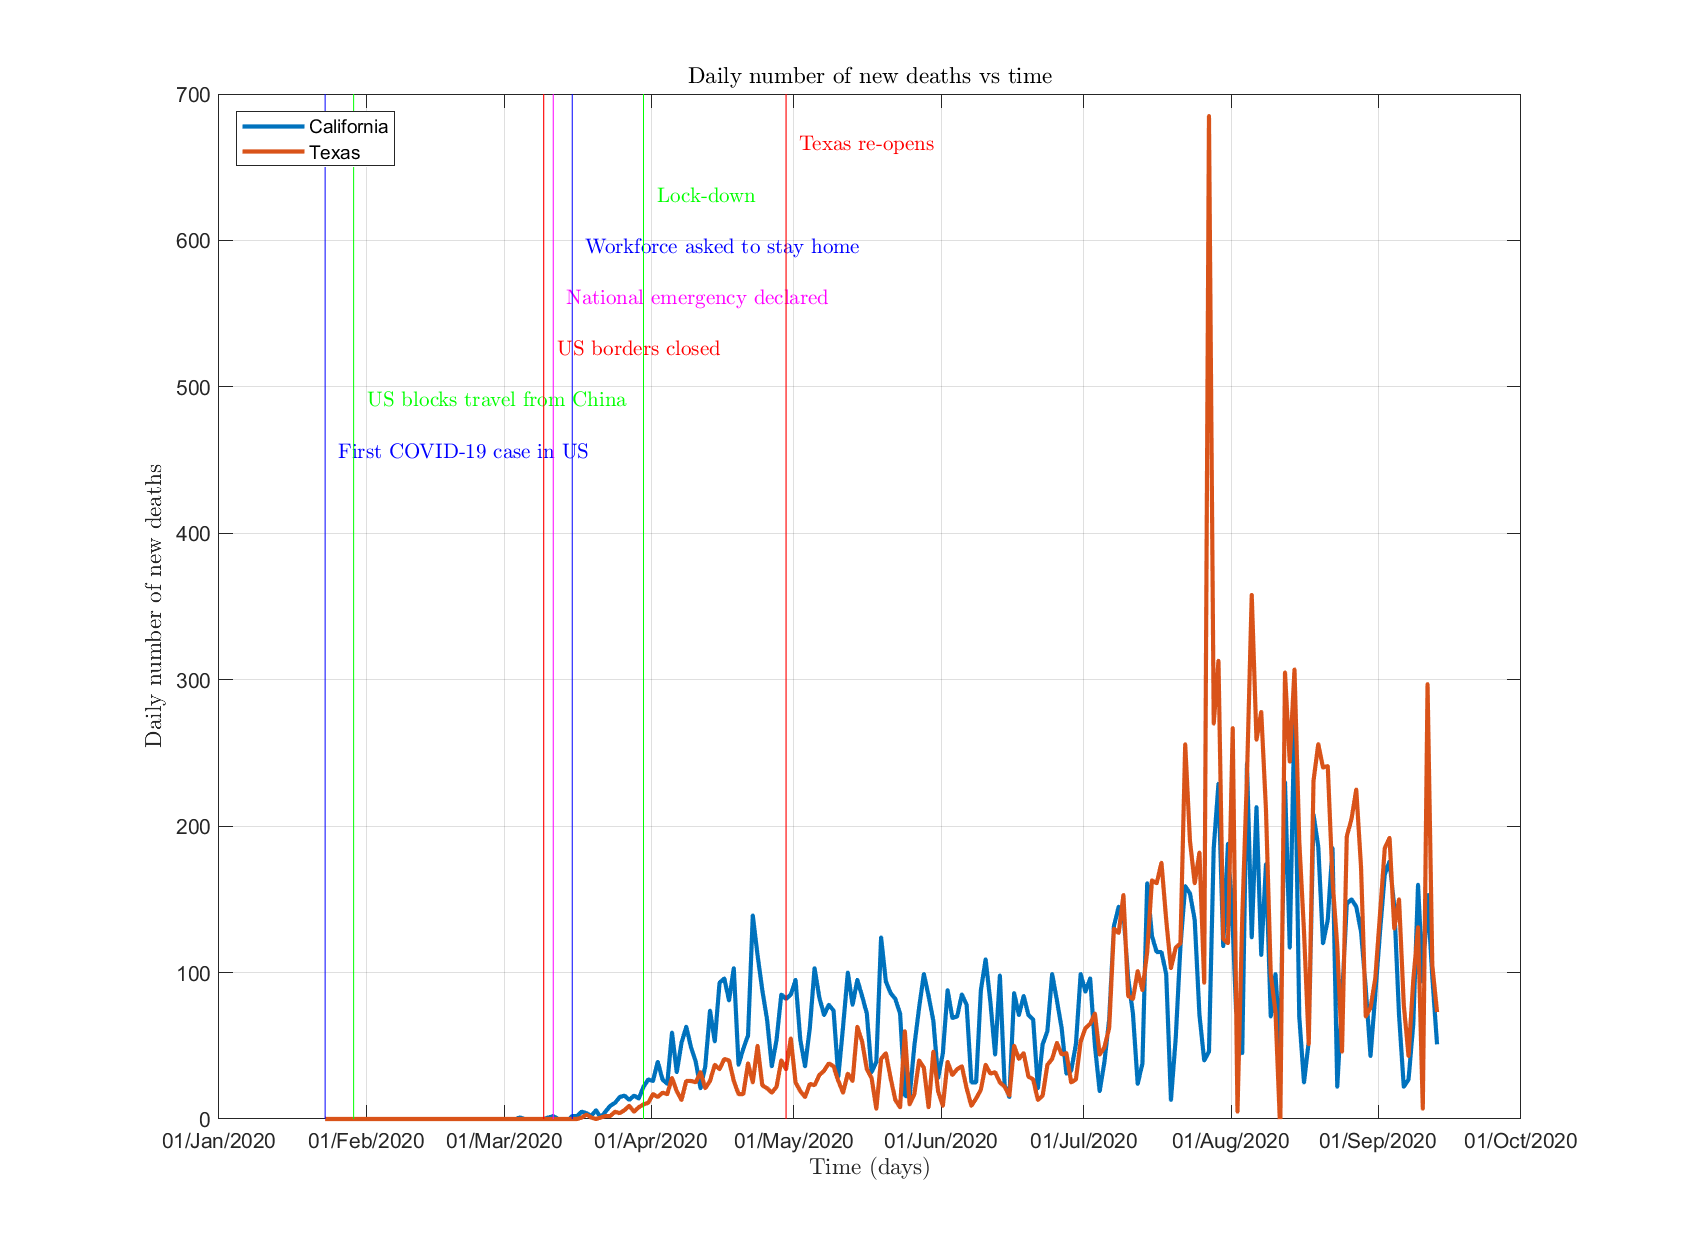 Daily number of new deaths vs time
700
California
Texas
Texas re-opens
Lock-down
600
Workforce asked to stay home
National emergency declared
US borders closed
500
US blocks travel from China
First COVID-19 case in US
400
Daily number of new deaths
300
200
100
0
01/Jan/2020 01/Feb/2020 01/Mar/2020 01/Apr/2020 01/May/2020 01/Jun/2020 01/Jul/2020 01/Aug/2020 01/Sep/2020 01/Oct/2020
Time (days)